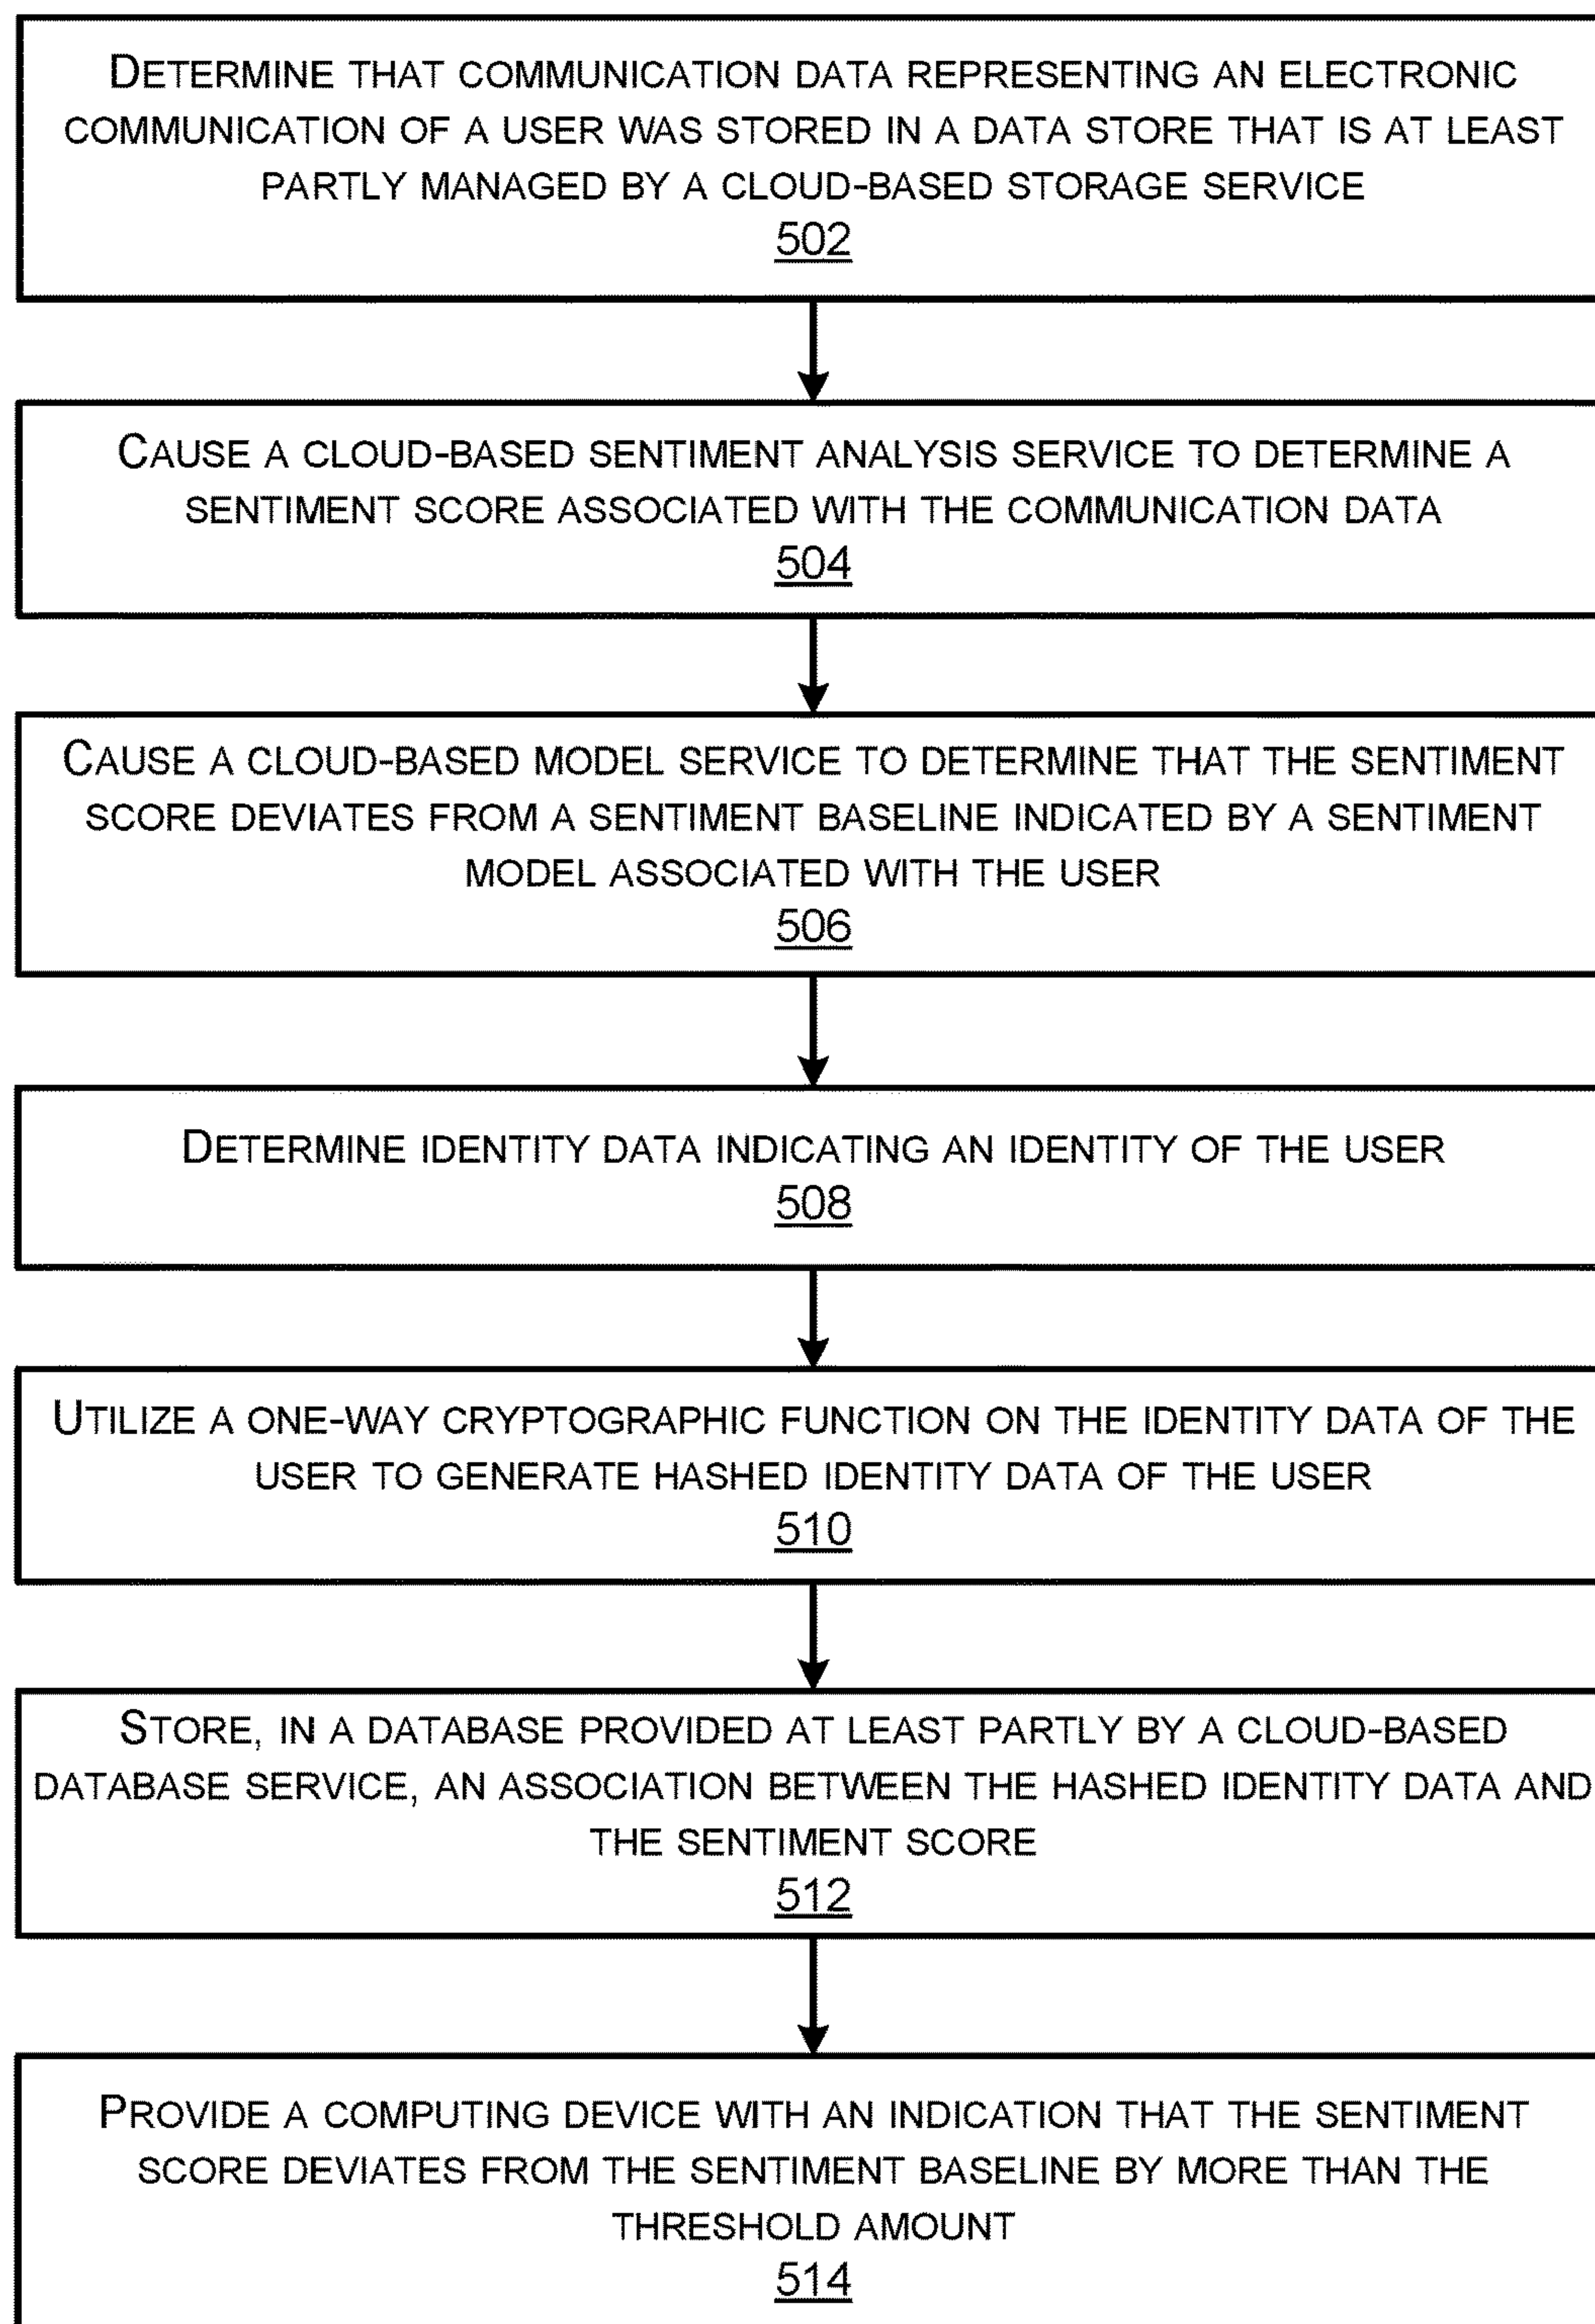 DETERMINE THAT COMMUNICATION DATA REPRESENTING AN ELECTRONIC
COMMUNICATION OF A USER WAS STORED IN A DATA STORE THAT IS AT LEAST
PARTLY MANAGED BY A CLOUD-BASED STORAGE SERVICE
502
CAUSE A CLOUD-BASED SENTIMENT ANALYSIS SERVICE TO DETERMINE A
SENTIMENT SCORE ASSOCIATED WITH THE COMMUNICATION DATA
504
CAUSE A CLOUD-BASED MODEL SERVICE TO DETERMINE THAT THE SENTIMENT
SCORE DEVIATES FROM A SENTIMENT BASELINE INDICATED BY A SENTIMENT
MODEL ASSOCIATED WITH THE USER
506
DETERMINE IDENTITY DATA INDICATING AN IDENTITY OF THE USER
508
UTILIZE A ONE-WAY CRYPTOGRAPHIC FUNCTION ON THE IDENTITY DATA OF THE
USER TO GENERATE HASHED IDENTITY DATA OF THE USER
510
STORE, IN A DATABASE PROVIDED AT LEAST PARTLY BY A CLOUD-BASED
DATABASE SERVICE, AN ASSOCIATION BETWEEN THE HASHED IDENTITY DATA AND
THE SENTIMENT SCORE
512
PROVIDE A COMPUTING DEVICE WITH AN INDICATION THAT THE SENTIMENT
SCORE DEVIATES FROM THE SENTIMENT BASELINE BY MORE THAN THE
THRESHOLD AMOUNT
514